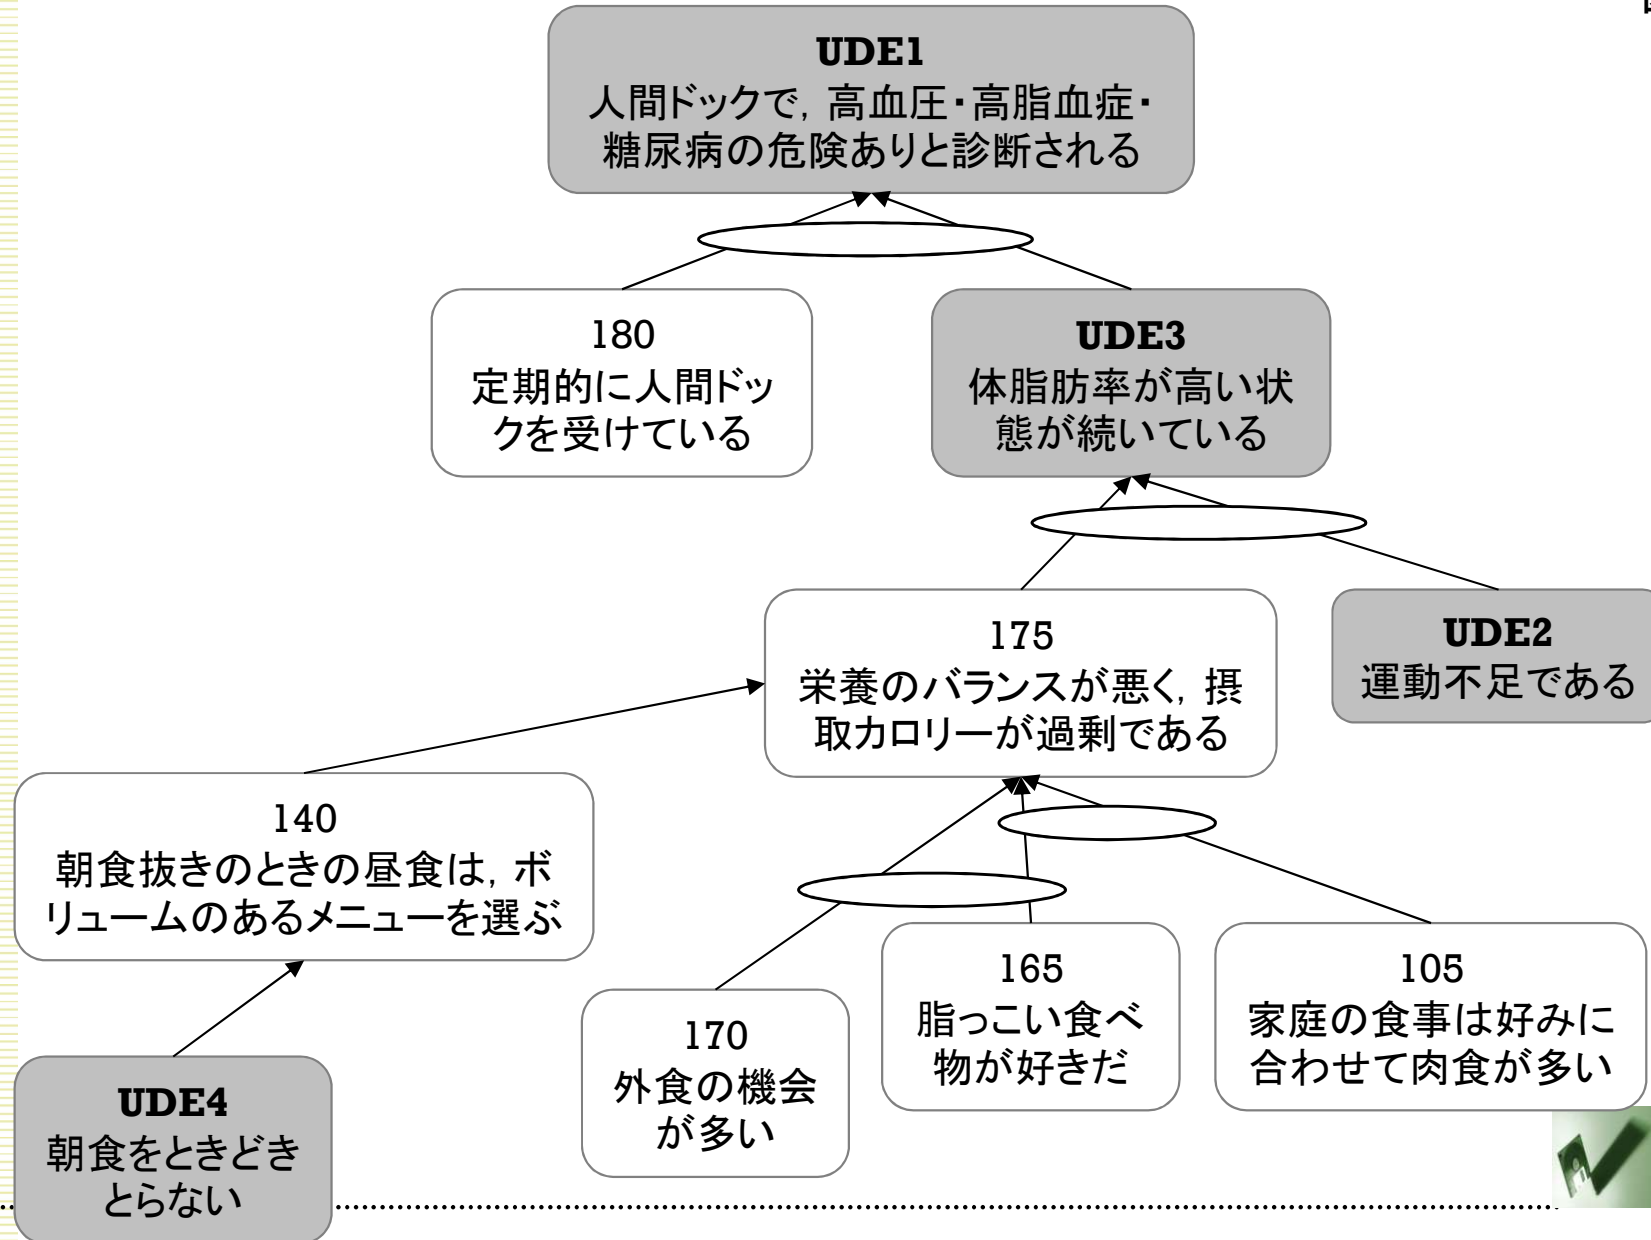 UDE1
人間ドックで，高血圧・高脂血症・
糖尿病の危険ありと診断される
180
定期的に人間ドッ
クを受けている
UDE3
体脂肪率が高い状
態が続いている
175
栄養のバランスが悪く，摂
取カロリーが過剰である
UDE2
運動不足である
140
朝食抜きのときの昼食は，ボ
リュームのあるメニューを選ぶ
170
外食の機会
が多い
165
脂っこい食べ
物が好きだ
105
家庭の食事は好みに
合わせて肉食が多い
UDE4
朝食をときどき
とらない